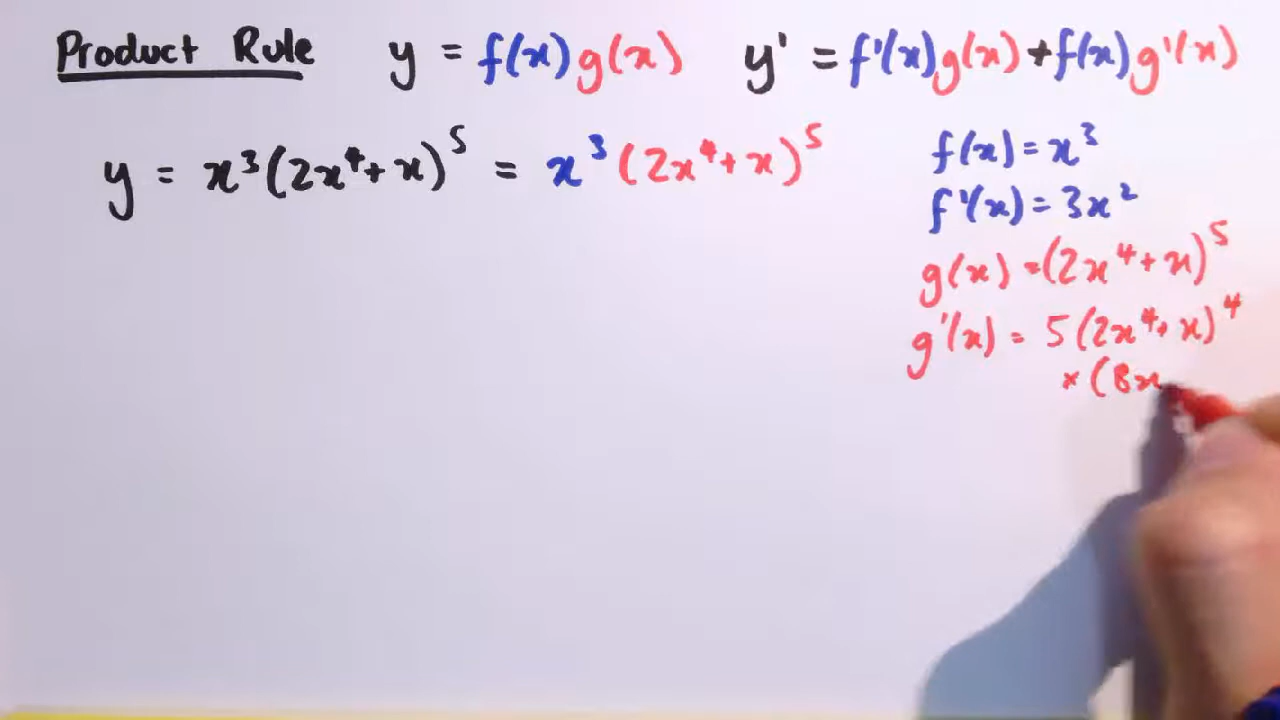 Product Rule y = f(x)g(x) y' = f'(x)g(x) + f(x)g'(x)
y = x³(2x⁴+x)⁵ = x³(2x⁴+x)⁵
f(x) = x³
f'(x) = 3x²
g(x) = (2x⁴+x)⁵
g'(x) = 5(2x⁴+x)⁴
× (8x